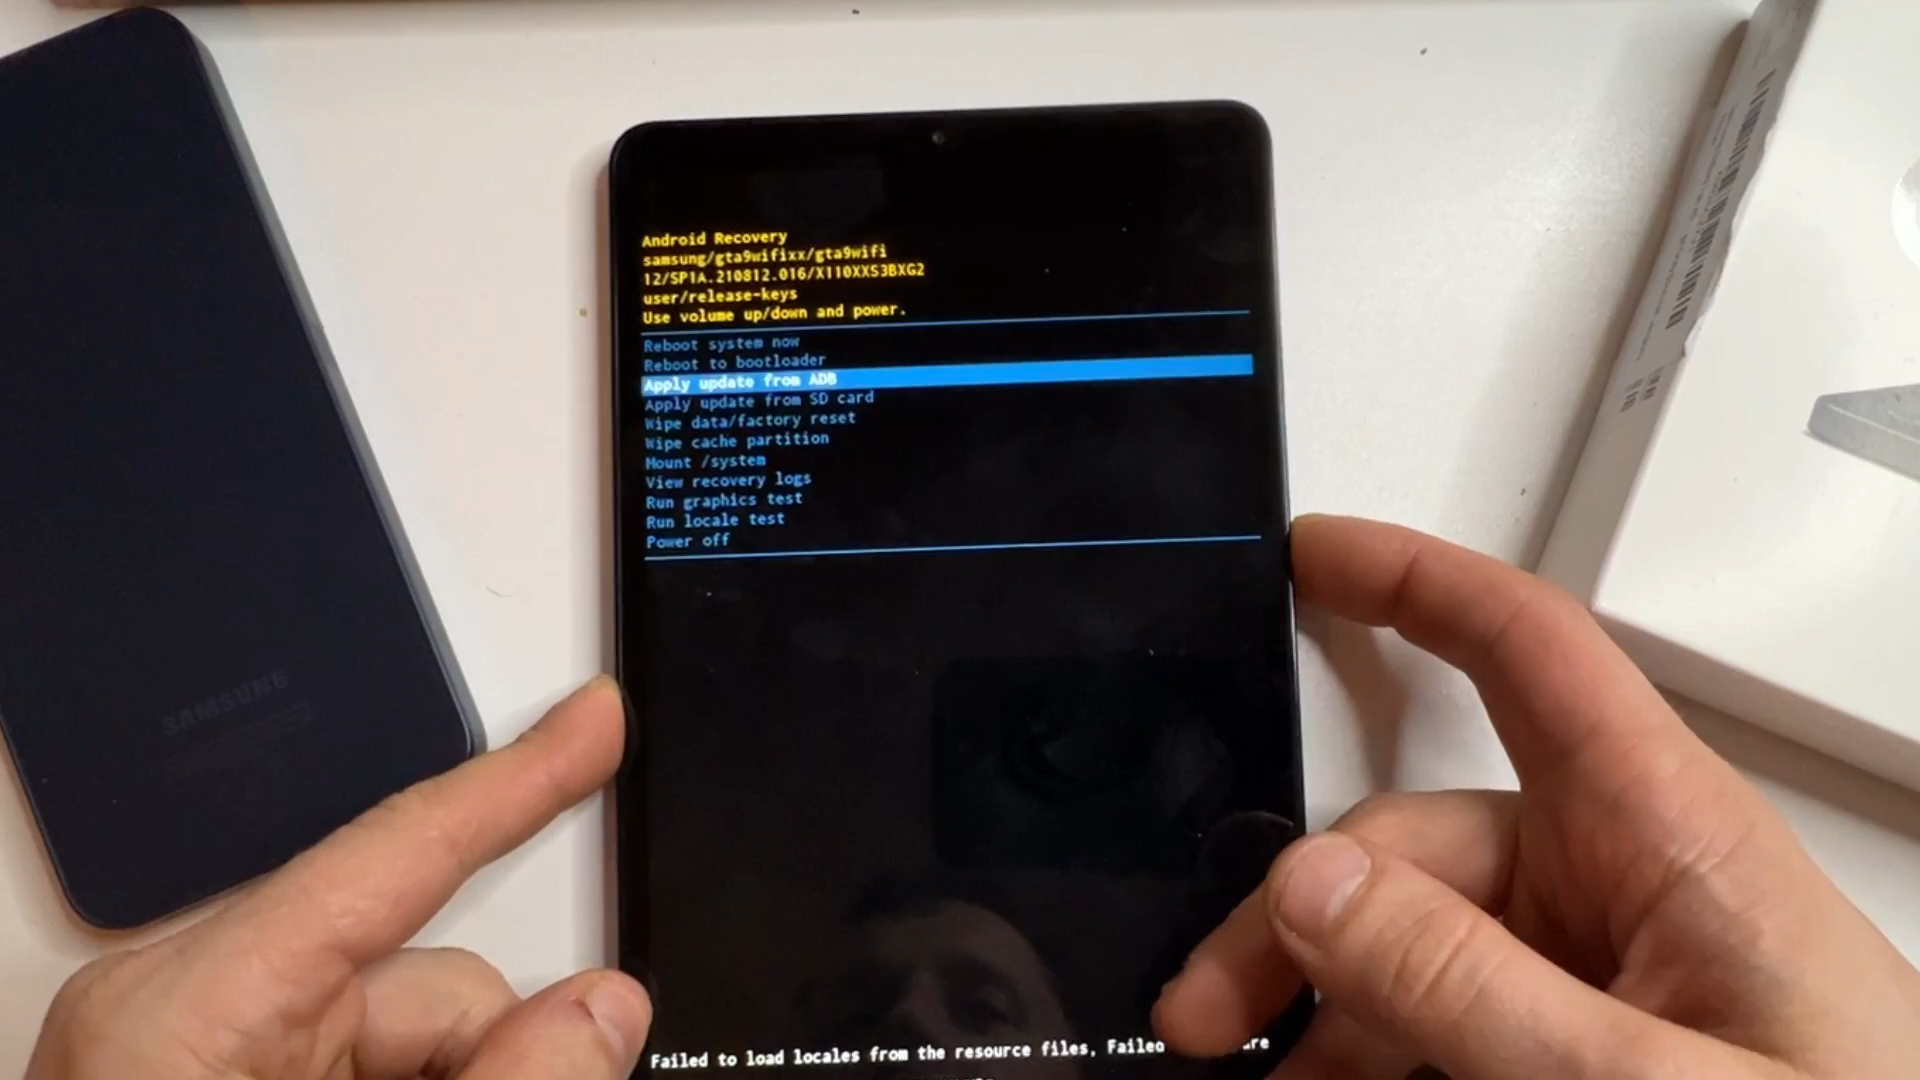 SAMSUNG
Android Recovery
samsung/gta9wifixx/gta9wifi
12/SP1A.210812.016/X110XXS3BXG2
user/release-keys
Use volume up/down and power.
Reboot system now
Reboot to bootloader
Apply update from ADB
Apply update from SD card
Wipe data/factory reset
Wipe cache partition
Mount /system
View recovery logs
Run graphics test
Run locale test
Power off
Failed to load locales from the resource files, Failed